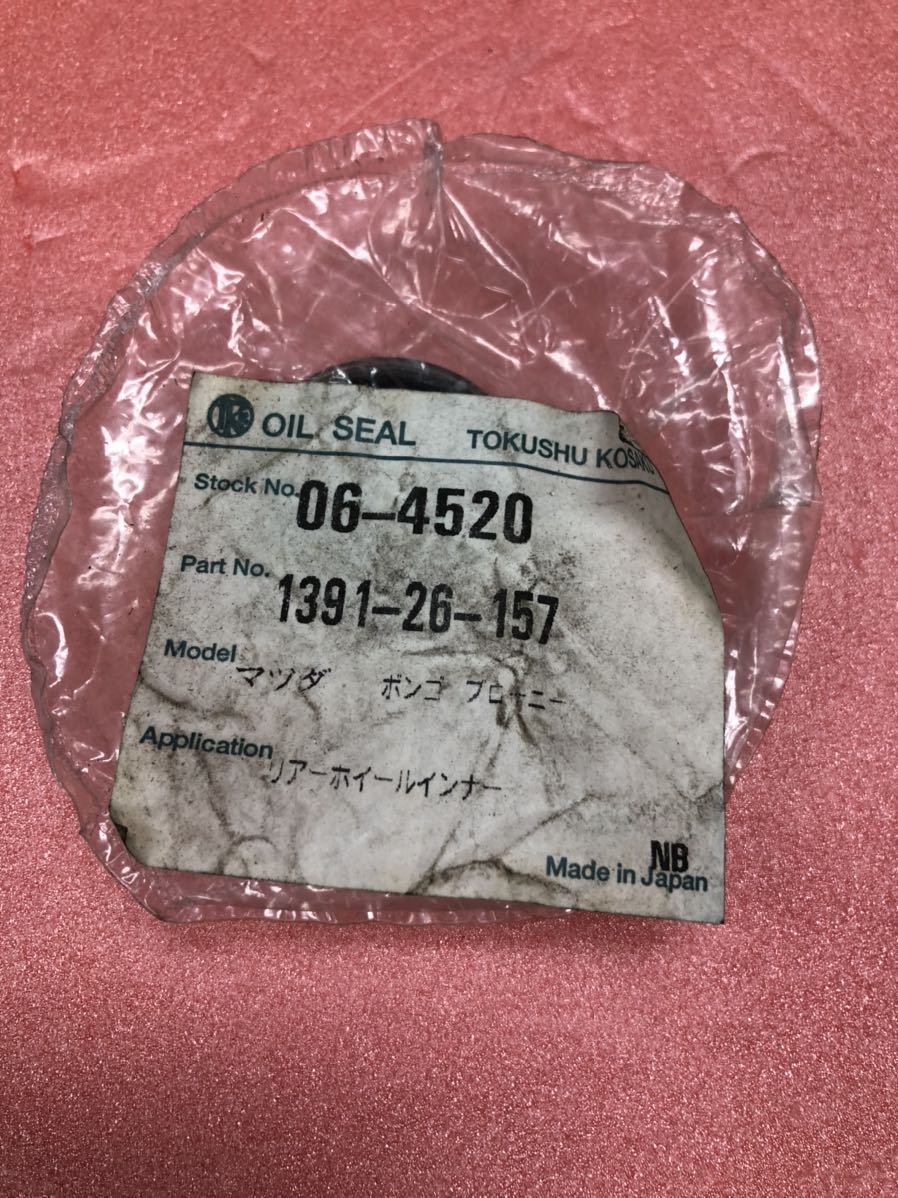 TK OIL SEAL TOKUSHU KOSAKU
Stock No. 06-4520
Part No. 1391-26-157
Model マツダ ボンゴ ブローニー
Application リアーホイールインナー
NB
Made in Japan